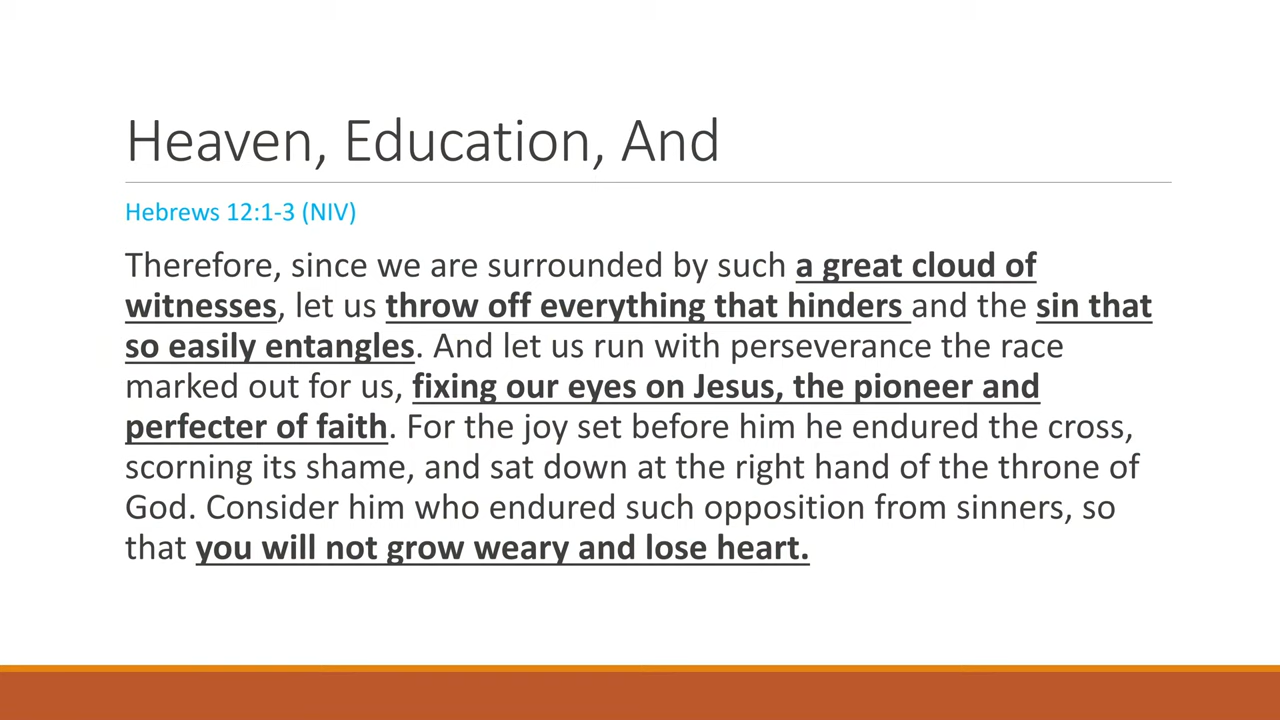 Heaven, Education, And
Hebrews 12:1-3 (NIV)
Therefore, since we are surrounded by such a great cloud of
witnesses, let us throw off everything that hinders and the sin that
so easily entangles. And let us run with perseverance the race
marked out for us, fixing our eyes on Jesus, the pioneer and
perfecter of faith. For the joy set before him he endured the cross,
scorning its shame, and sat down at the right hand of the throne of
God. Consider him who endured such opposition from sinners, so
that you will not grow weary and lose heart.